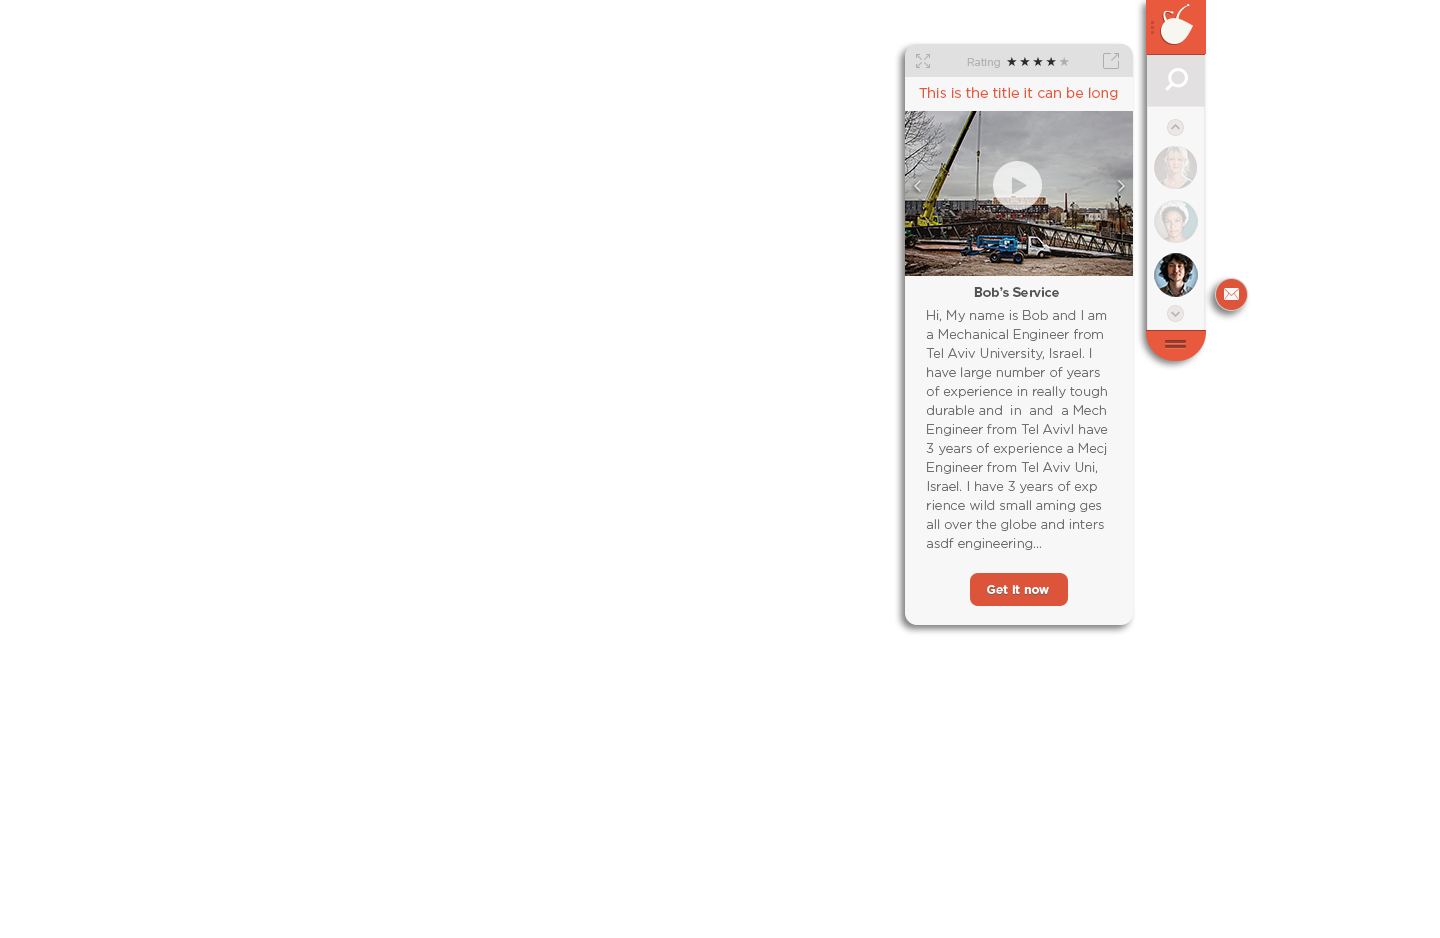 Rating
This is the title it can be long
Bob's Service
Hi, My name is Bob and I am
a Mechanical Engineer from
Tel Aviv University, Israel. I
have large number of years
of experience in really tough
durable and in and a Mech
Engineer from Tel AvivI have
3 years of experience a Mecj
Engineer from Tel Aviv Uni,
Israel. I have 3 years of exp
rience wild small aming ges
all over the globe and inters
asdf engineering...
Get it now